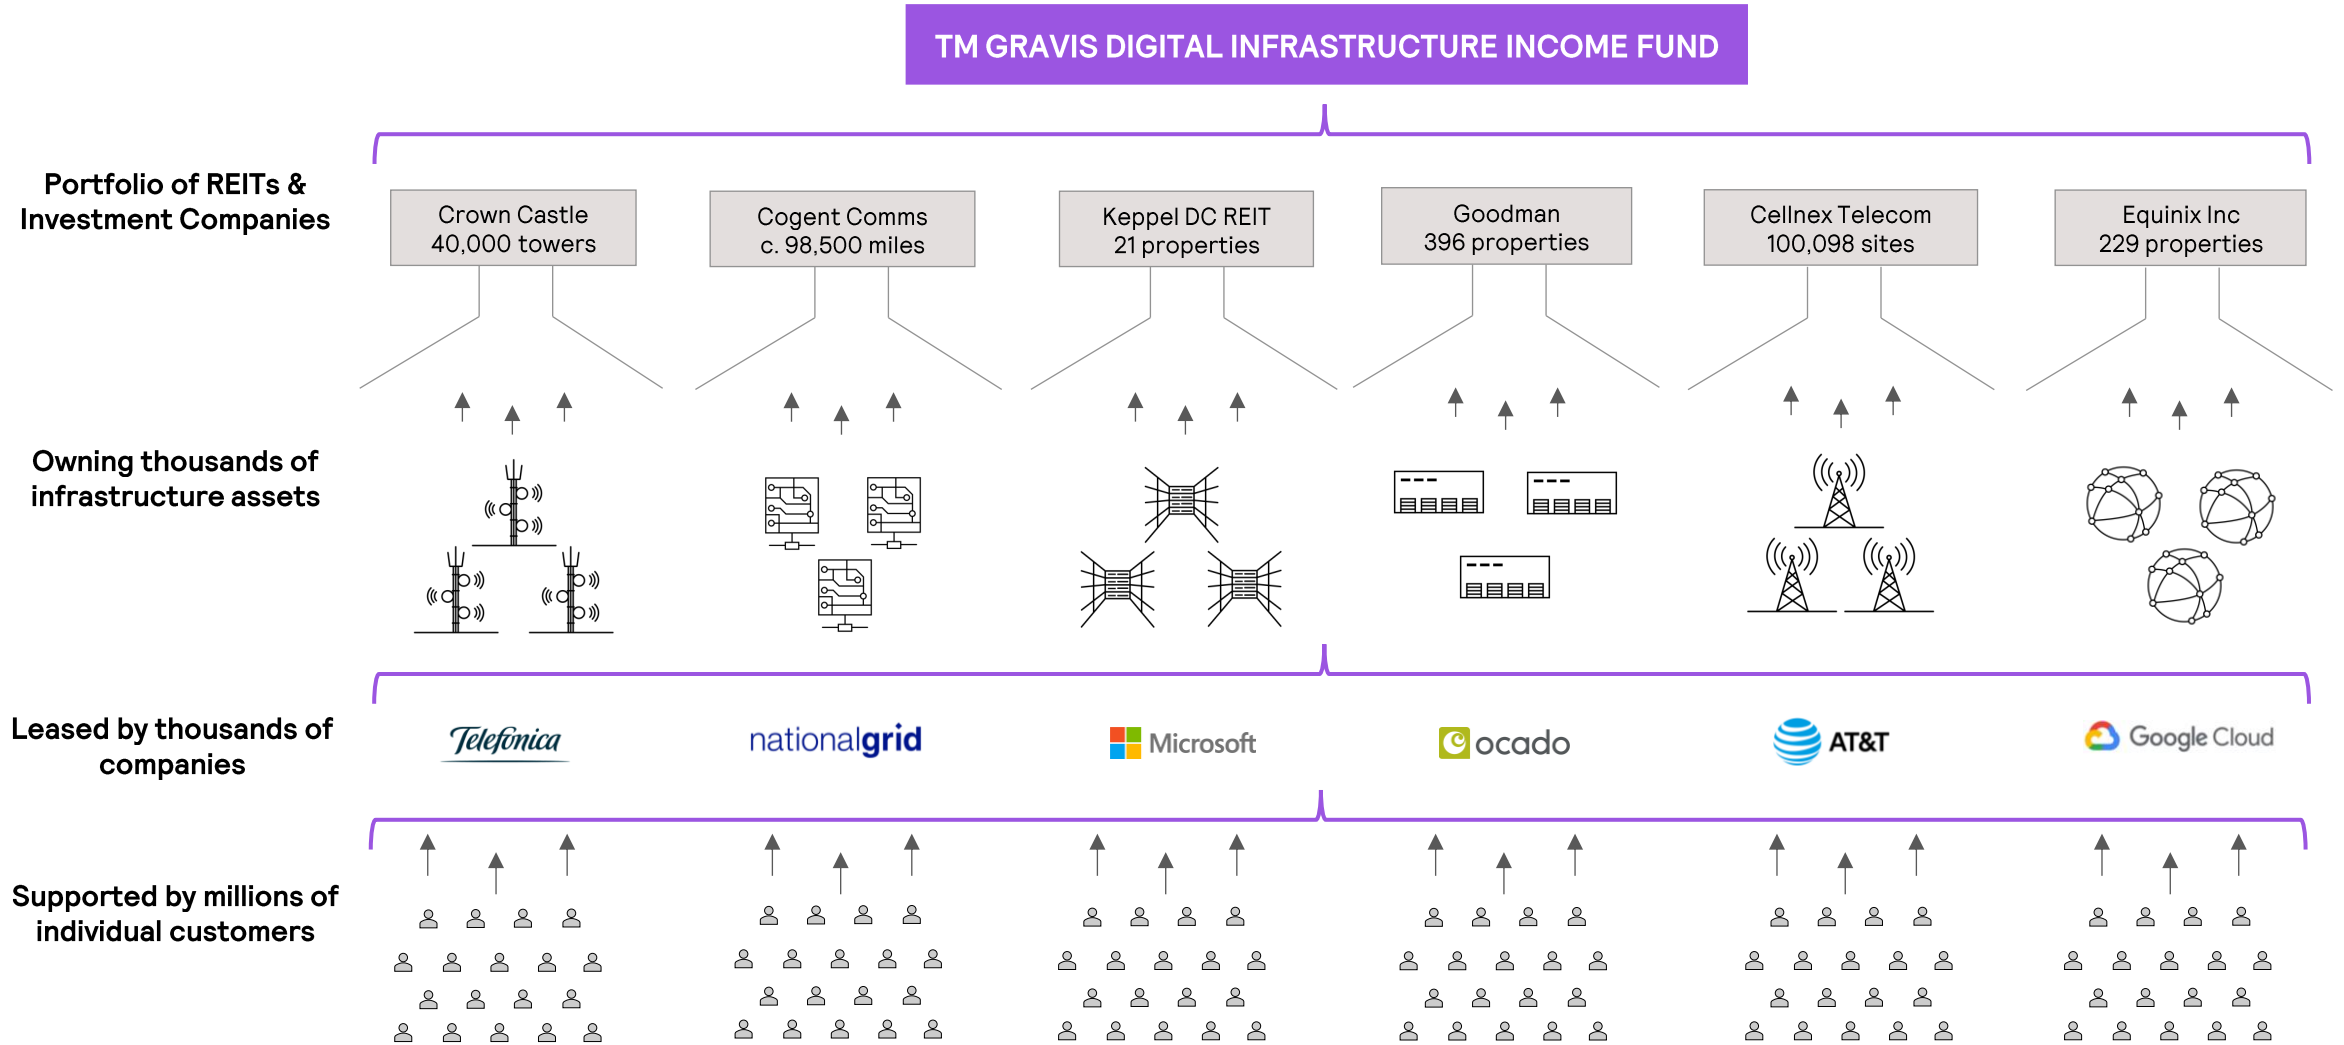 TM GRAVIS DIGITAL INFRASTRUCTURE INCOME FUND
Portfolio of REITs &
Investment Companies
Crown Castle
40,000 towers
Cogent Comms
c. 98,500 miles
Keppel DC REIT
21 properties
Goodman
396 properties
Cellnex Telecom
100,098 sites
Equinix Inc
229 properties
Owning thousands of
infrastructure assets
Leased by thousands of
companies
Telefónica
nationalgrid
Microsoft
ocado
AT&T
Google Cloud
Supported by millions of
individual customers